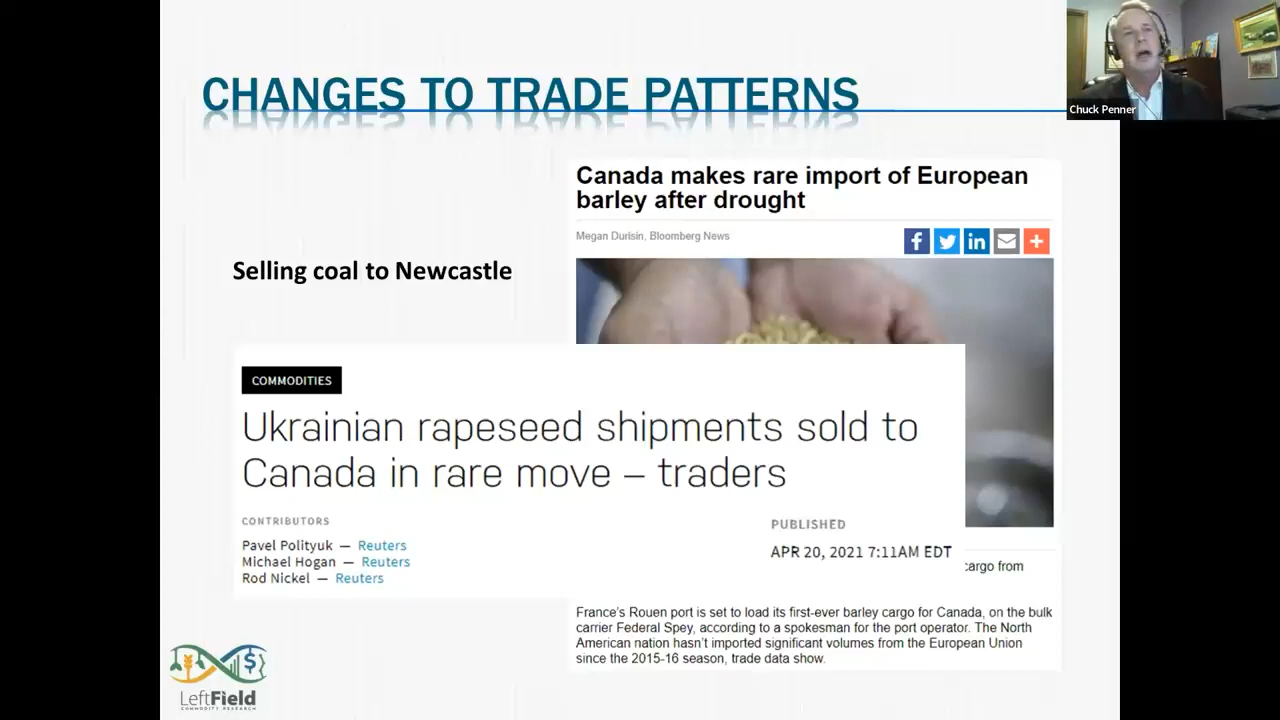 Chuck Penner
CHANGES TO TRADE PATTERNS
Canada makes rare import of European
barley after drought
Megan Durisin, Bloomberg News
Selling coal to Newcastle
COMMODITIES
Ukrainian rapeseed shipments sold to
Canada in rare move – traders
CONTRIBUTORS
Pavel Polityuk — Reuters
Michael Hogan — Reuters
Rod Nickel — Reuters
PUBLISHED
APR 20, 2021 7:11AM EDT
cargo from
France's Rouen port is set to load its first-ever barley cargo for Canada, on the bulk
carrier Federal Spey, according to a spokesman for the port operator. The North
American nation hasn't imported significant volumes from the European Union
since the 2015-16 season, trade data show.
LeftField
COMMODITY RESEARCH